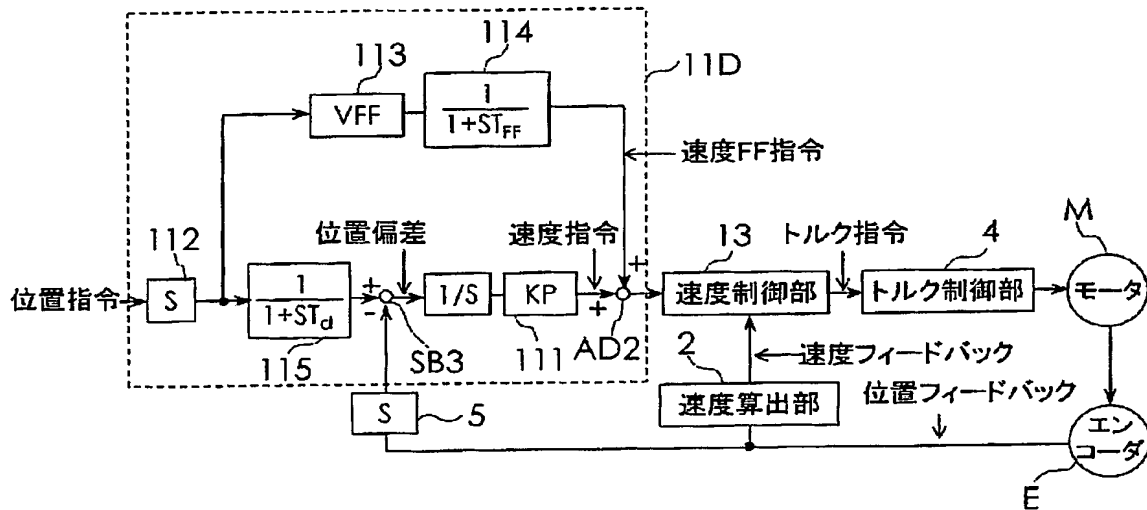 114
113
11D
VFF
1
1+STFF
速度FF指令
112
位置偏差
速度指令
13
トルク指令
4
M
位置指令
S
1
1+STd
+
-
1/S
KP
+
+
速度制御部
トルク制御部
モータ
115
SB3
111
AD2
2
速度フィードバック
S
5
速度算出部
位置フィードバック
エン
コーダ
E